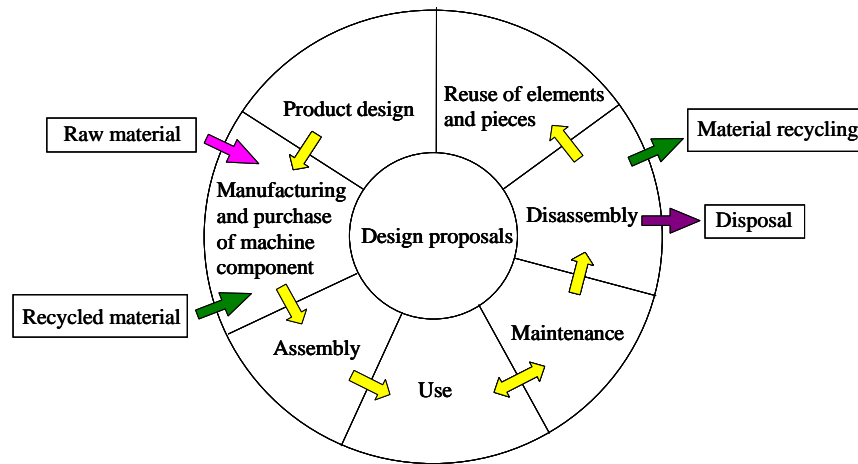 Product design
Reuse of elements
and pieces
Raw material
Material recycling
Manufacturing
and purchase
of machine
component
Design proposals
Disassembly
Disposal
Recycled material
Assembly
Use
Maintenance